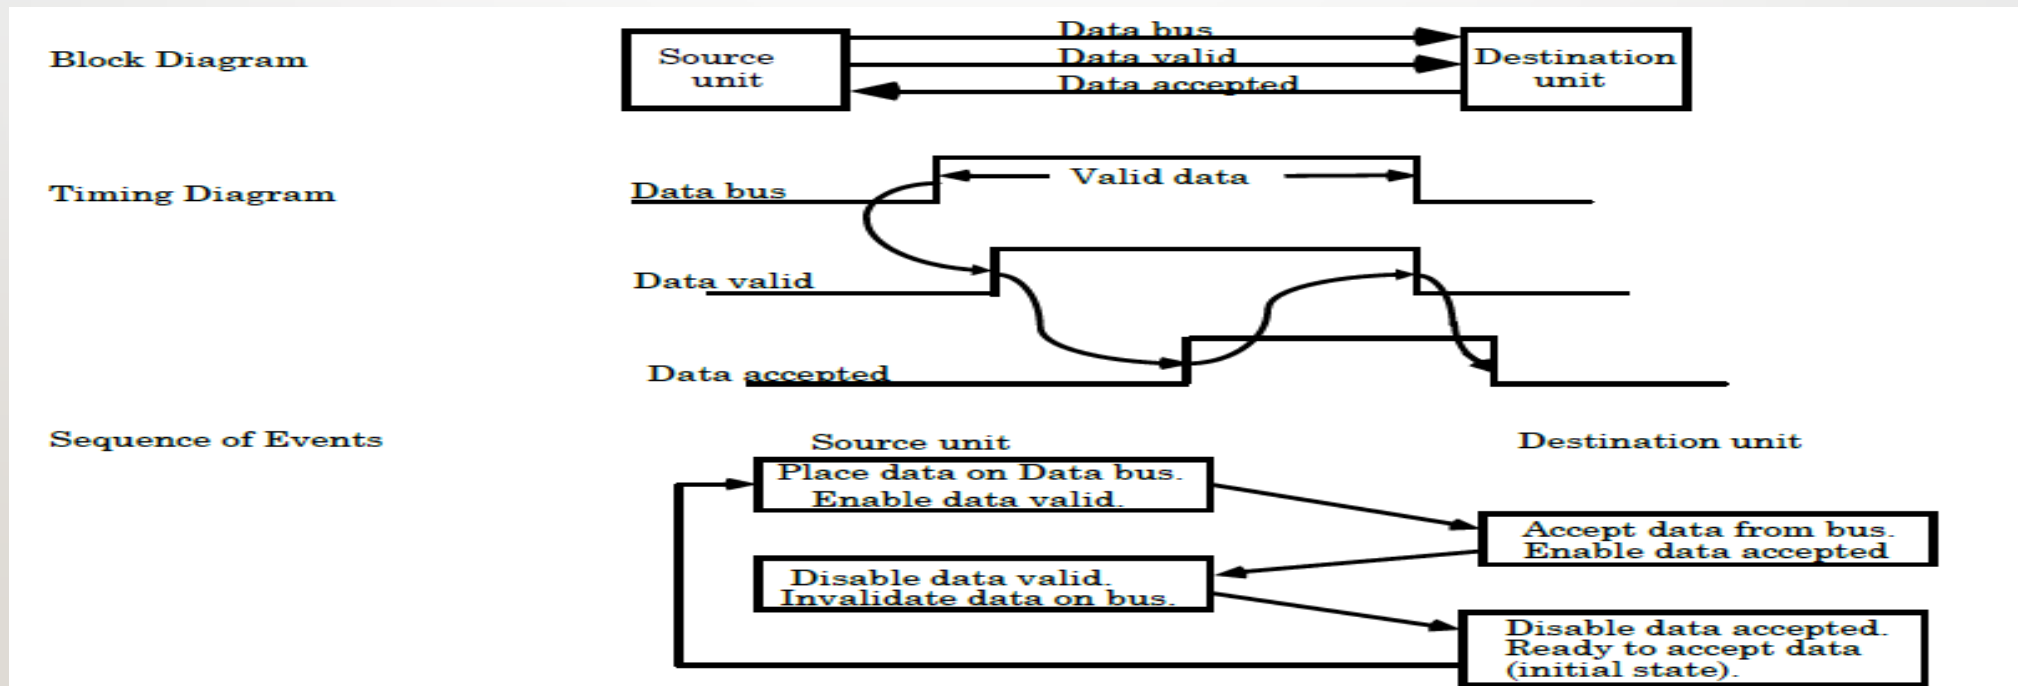 Block Diagram
Source
unit
Data bus
Data valid
Data accepted
Destination
unit
Timing Diagram
Data bus
Valid data
Data valid
Data accepted
Sequence of Events
Source unit
Destination unit
Place data on Data bus.
Enable data valid.
Accept data from bus.
Enable data accepted
Disable data valid.
Invalidate data on bus.
Disable data accepted.
Ready to accept data
(initial state).